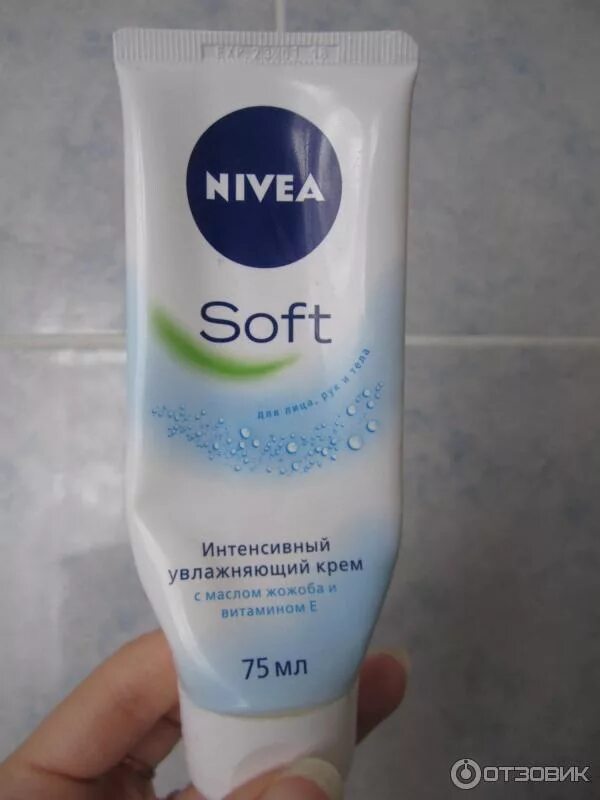 NIVEA
Soft
для лица, рук и тела
Интенсивный
увлажняющий крем
с маслом жожоба и
витамином Е
75 мл
ОТЗОВИК